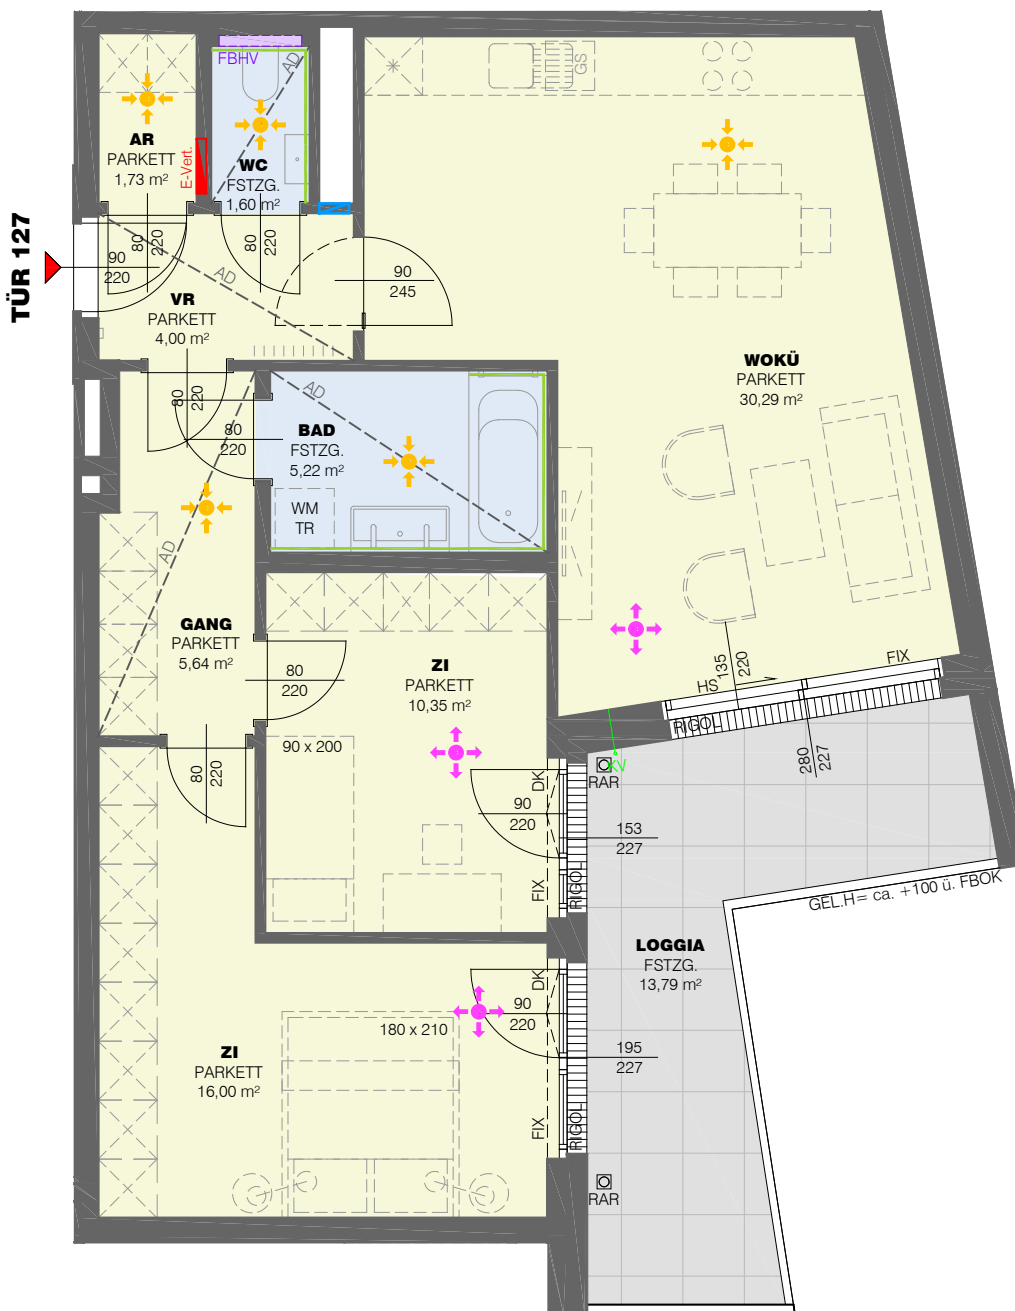 FBHV
AD
GS
AR
PARKETT
1,73 m²
E-Vert.
WC
FSTZG.
1,60 m²
TÜR 127
80
220
90
220
80
220
AD
90
245
VR
PARKETT
4,00 m²
WOKÜ
PARKETT
30,29 m²
80
220
AD
80
220
BAD
FSTZG.
5,22 m²
WM
TR
AD
GANG
PARKETT
5,64 m²
80
220
ZI
PARKETT
10,35 m²
135
220
HS
FIX
RIGOL
280
227
90 x 200
80
220
KV
RAR
DK
90
220
153
227
FIX
RIGOL
GEL.H= ca. +100 ü. FBOK
LOGGIA
FSTZG.
13,79 m²
DK
90
220
180 x 210
195
227
ZI
PARKETT
16,00 m²
FIX
RIGOL
RAR